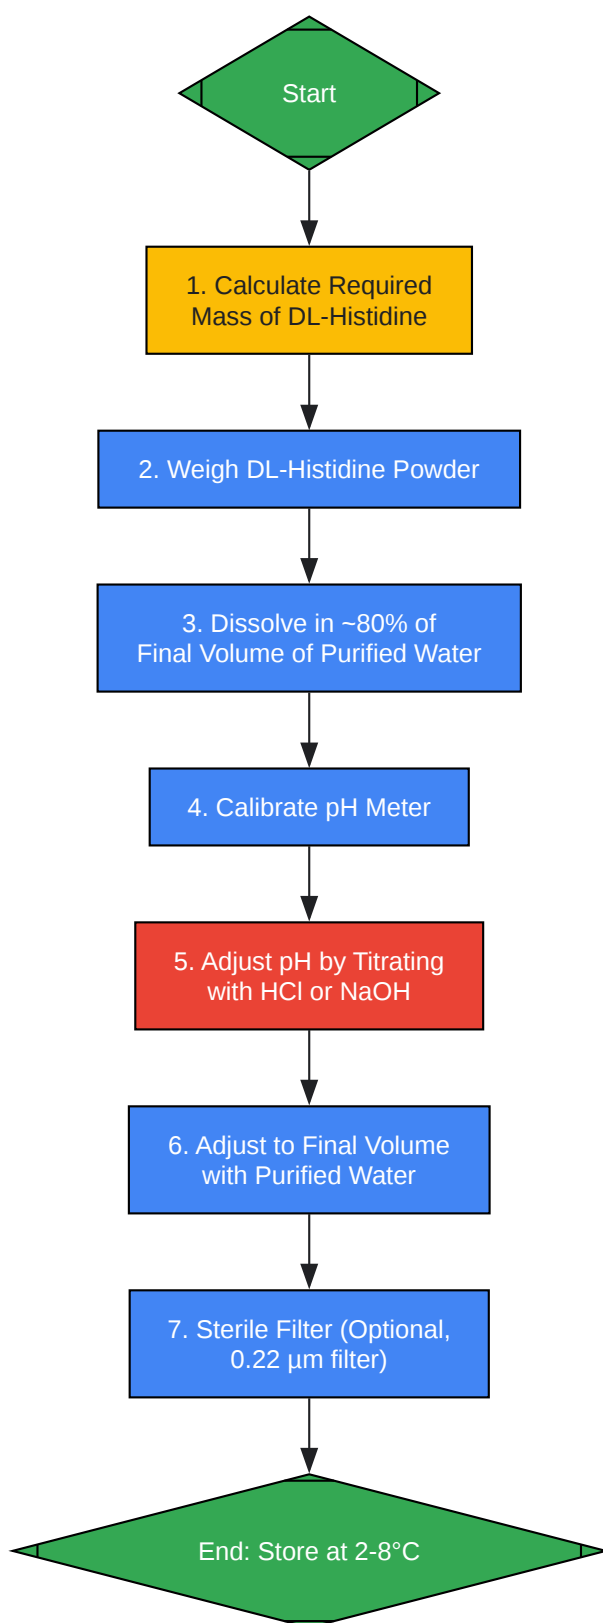 Start
1. Calculate Required
Mass of DL-Histidine
2. Weigh DL-Histidine Powder
3. Dissolve in ~80% of
Final Volume of Purified Water
4. Calibrate pH Meter
5. Adjust pH by Titrating
with HCl or NaOH
6. Adjust to Final Volume
with Purified Water
7. Sterile Filter (Optional,
0.22 µm filter)
End: Store at 2-8°C